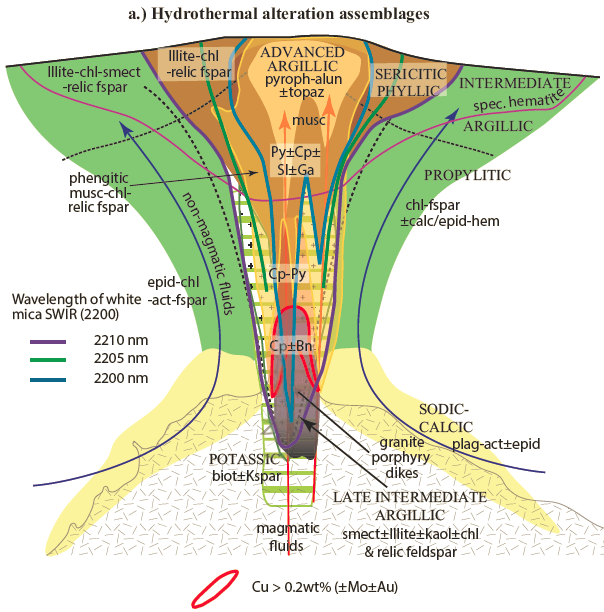 a.) Hydrothermal alteration assemblages
Illite-chl
-relic fspar
ADVANCED
ARGILLIC
pyroph-alun
±topaz
Illite-chl-smect
-relic fspar
SERICITIC
PHYLLIC
INTERMEDIATE
spec. hematite
ARGILLIC
musc
Py±Cp±
Sl±Ga
phengitic
musc-chl-
relic fspar
PROPYLITIC
chl-fspar
±calc/epid-hem
non-magmatic fluids
Cp-Py
epid-chl
-act-fspar
Wavelength of white
mica SWIR (2200)
2210 nm
2205 nm
2200 nm
Cp±Bn
SODIC-
CALCIC
plag-act±epid
granite
porphyry
dikes
POTASSIC
biot±Kspar
LATE INTERMEDIATE
ARGILLIC
smect±Illite±kaol±chl
& relic feldspar
magmatic
fluids
Cu > 0.2wt% (±Mo±Au)